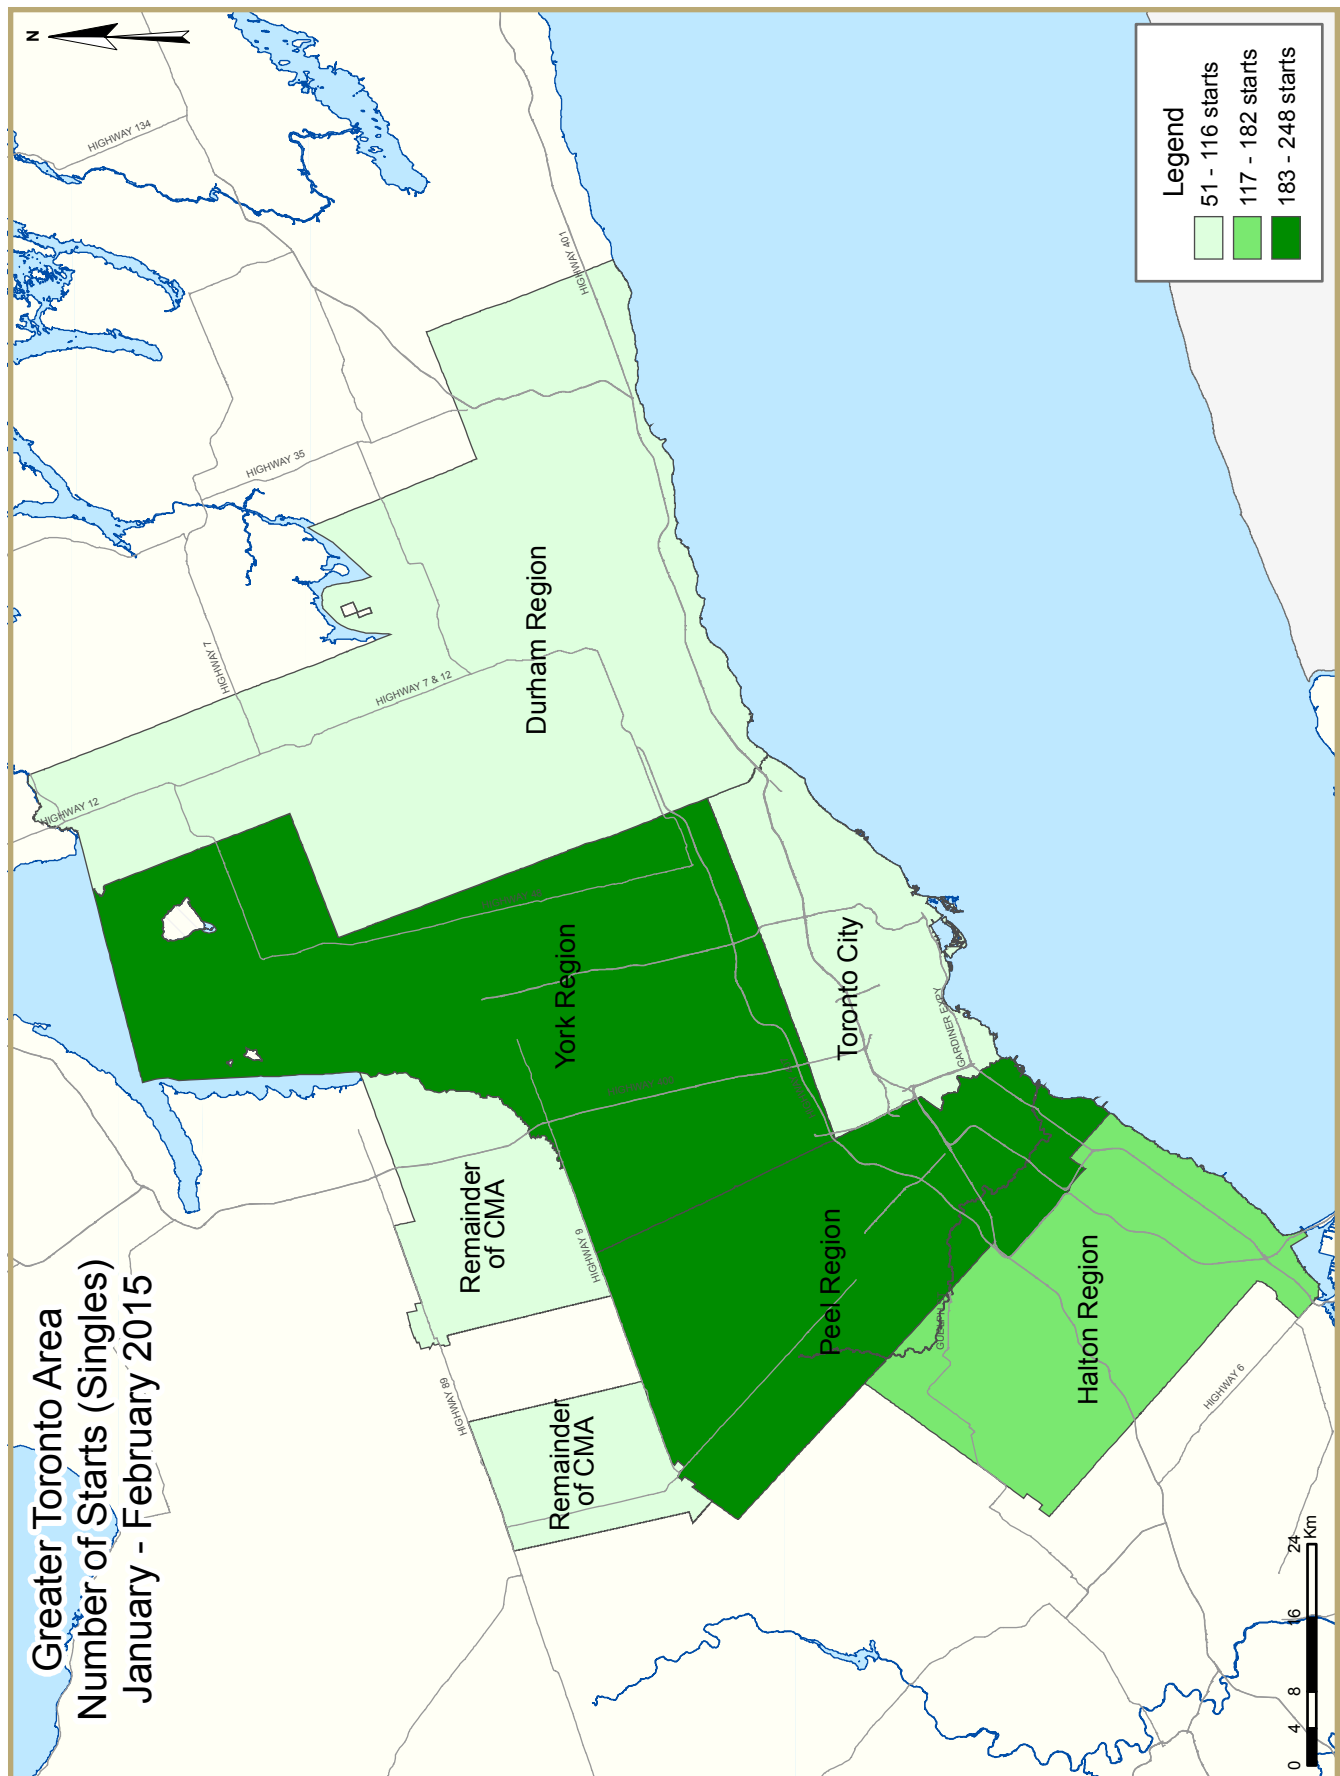 Greater Toronto Area
Number of Starts (Singles)
January - February 2015
N
HIGHWAY 134
HIGHWAY 401
HIGHWAY 35
HIGHWAY 7
HIGHWAY 7 & 12
HIGHWAY 12
Durham Region
York Region
Toronto City
GARDINER EXPY
Remainder
of CMA
HIGHWAY 9
HIGHWAY 89
Remainder
of CMA
Peel Region
Halton Region
HIGHWAY 6
Legend
51 - 116 starts
117 - 182 starts
183 - 248 starts
0 4 8 16 24
Km